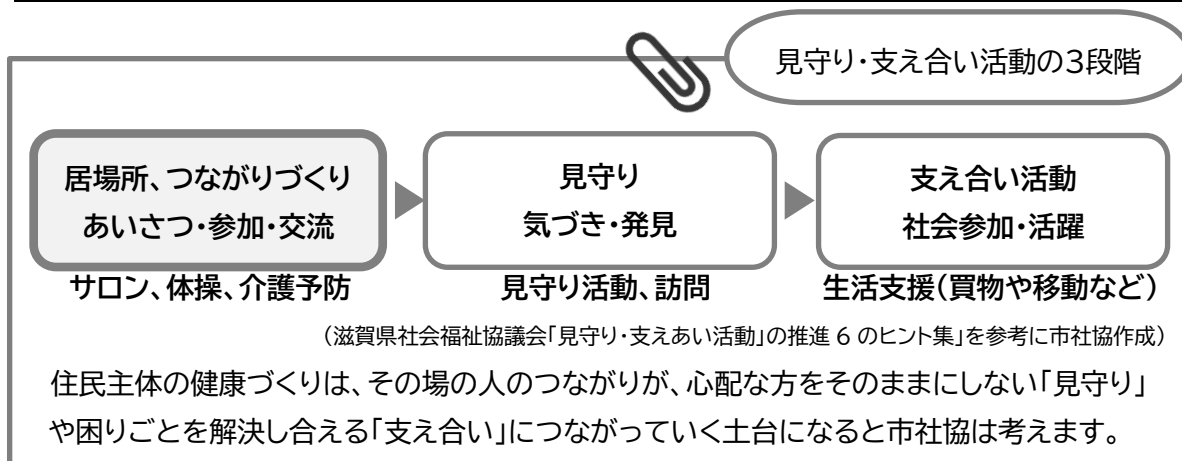 見守り・支え合い活動の3段階
居場所、つながりづくり
あいさつ・参加・交流
サロン、体操、介護予防
見守り
気づき・発見
見守り活動、訪問
支え合い活動
社会参加・活躍
生活支援(買物や移動など)
(滋賀県社会福祉協議会「見守り・支えあい活動」の推進 6 のヒント集」を参考に市社協作成)
住民主体の健康づくりは、その場の人のつながりが、心配な方をそのままにしない「見守り」
や困りごとを解決し合える「支え合い」につながっていく土台になると市社協は考えます。